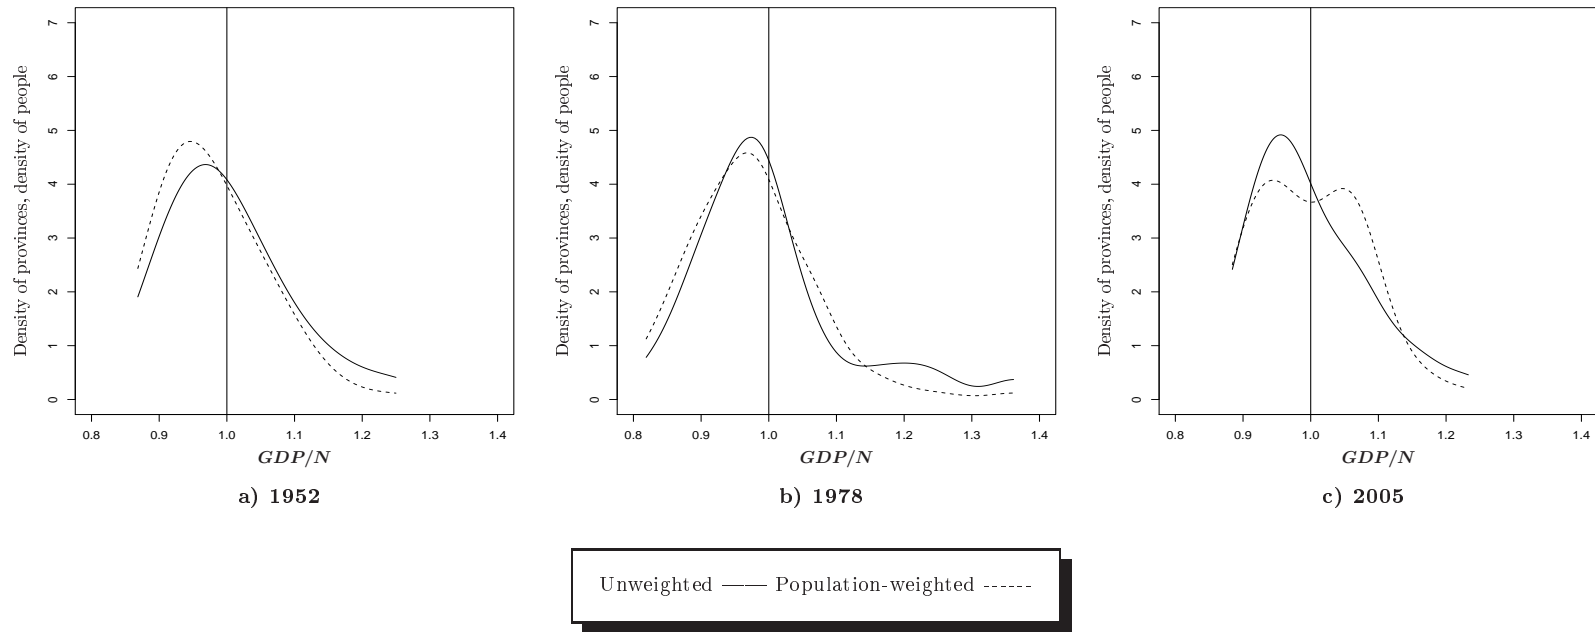 Density of provinces, density of people
7
6
5
4
3
2
1
0
0.8 0.9 1.0 1.1 1.2 1.3 1.4
GDP/N
a) 1952
Density of provinces, density of people
7
6
5
4
3
2
1
0
0.8 0.9 1.0 1.1 1.2 1.3 1.4
GDP/N
b) 1978
Density of provinces, density of people
7
6
5
4
3
2
1
0
0.8 0.9 1.0 1.1 1.2 1.3 1.4
GDP/N
c) 2005
Unweighted Population-weighted